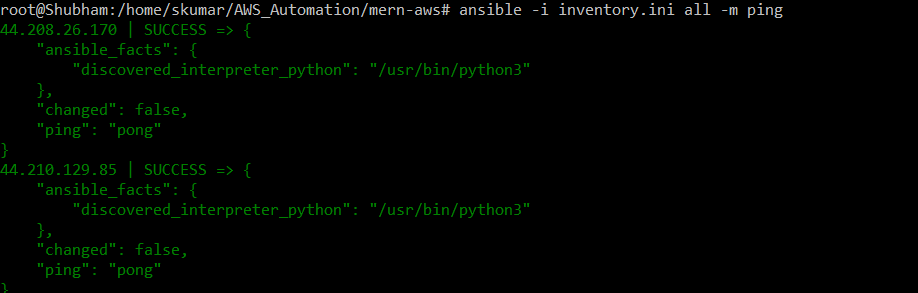 root@Shubham:/home/skumar/AWS_Automation/mern-aws# ansible -i inventory.ini all -m ping
44.208.26.170 | SUCCESS => {
    "ansible_facts": {
        "discovered_interpreter_python": "/usr/bin/python3"
    },
    "changed": false,
    "ping": "pong"
}
44.210.129.85 | SUCCESS => {
    "ansible_facts": {
        "discovered_interpreter_python": "/usr/bin/python3"
    },
    "changed": false,
    "ping": "pong"
}